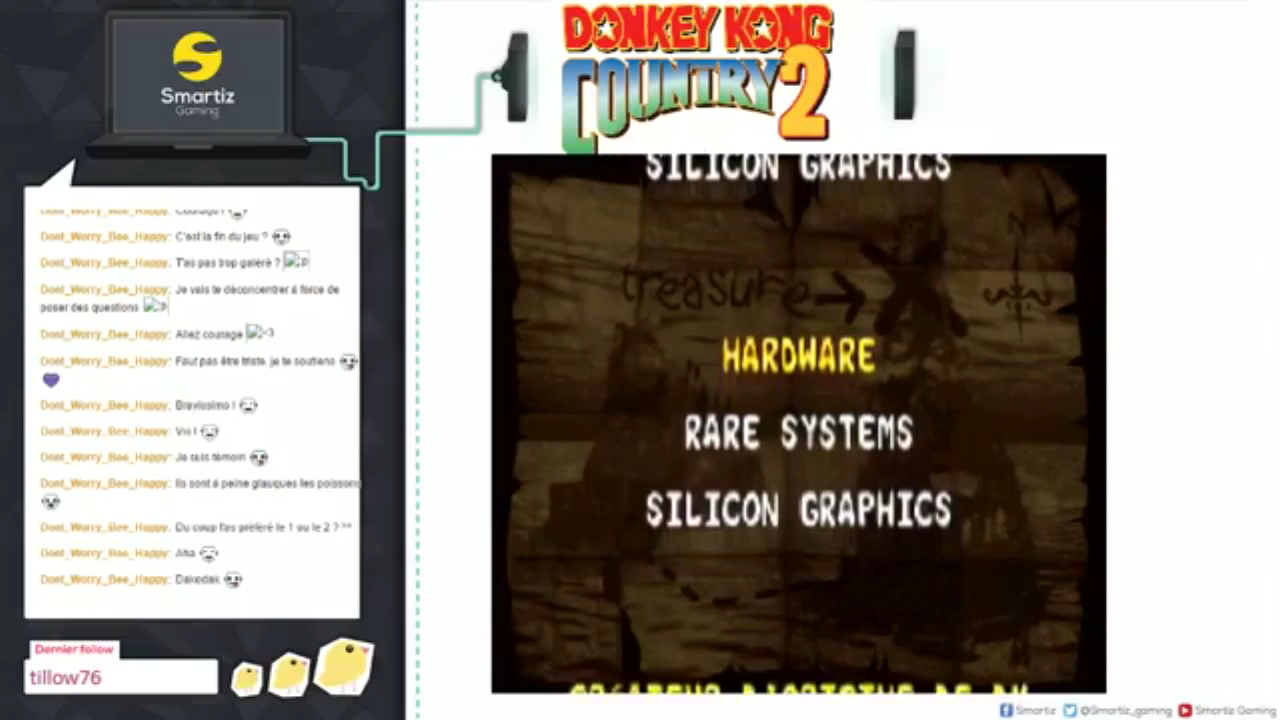 Smartiz
Gaming
DONKEY KONG
COUNTRY 2
Dont_Worry_Bee_Happy: Courage !
Dont_Worry_Bee_Happy: C'est la fin du jeu ?
Dont_Worry_Bee_Happy: T'as pas trop galéré ?
Dont_Worry_Bee_Happy: Je vais te déconcentrer à force de
poser des questions
Dont_Worry_Bee_Happy: Allez courage <3
Dont_Worry_Bee_Happy: Faut pas être triste je te soutiens
Dont_Worry_Bee_Happy: Bravissimo !
Dont_Worry_Bee_Happy: Vi !
Dont_Worry_Bee_Happy: Je suis témoin
Dont_Worry_Bee_Happy: Ils sont à peine glauques les poissons
Dont_Worry_Bee_Happy: Du coup t'as préféré le 1 ou le 2 ? ^^
Dont_Worry_Bee_Happy: Aha
Dont_Worry_Bee_Happy: Dakodak
Dernier follow
tillow76
SILICON GRAPHICS
treasure
N
HARDWARE
RARE SYSTEMS
SILICON GRAPHICS
Smartiz @Smartiz_gaming Smartiz Gaming